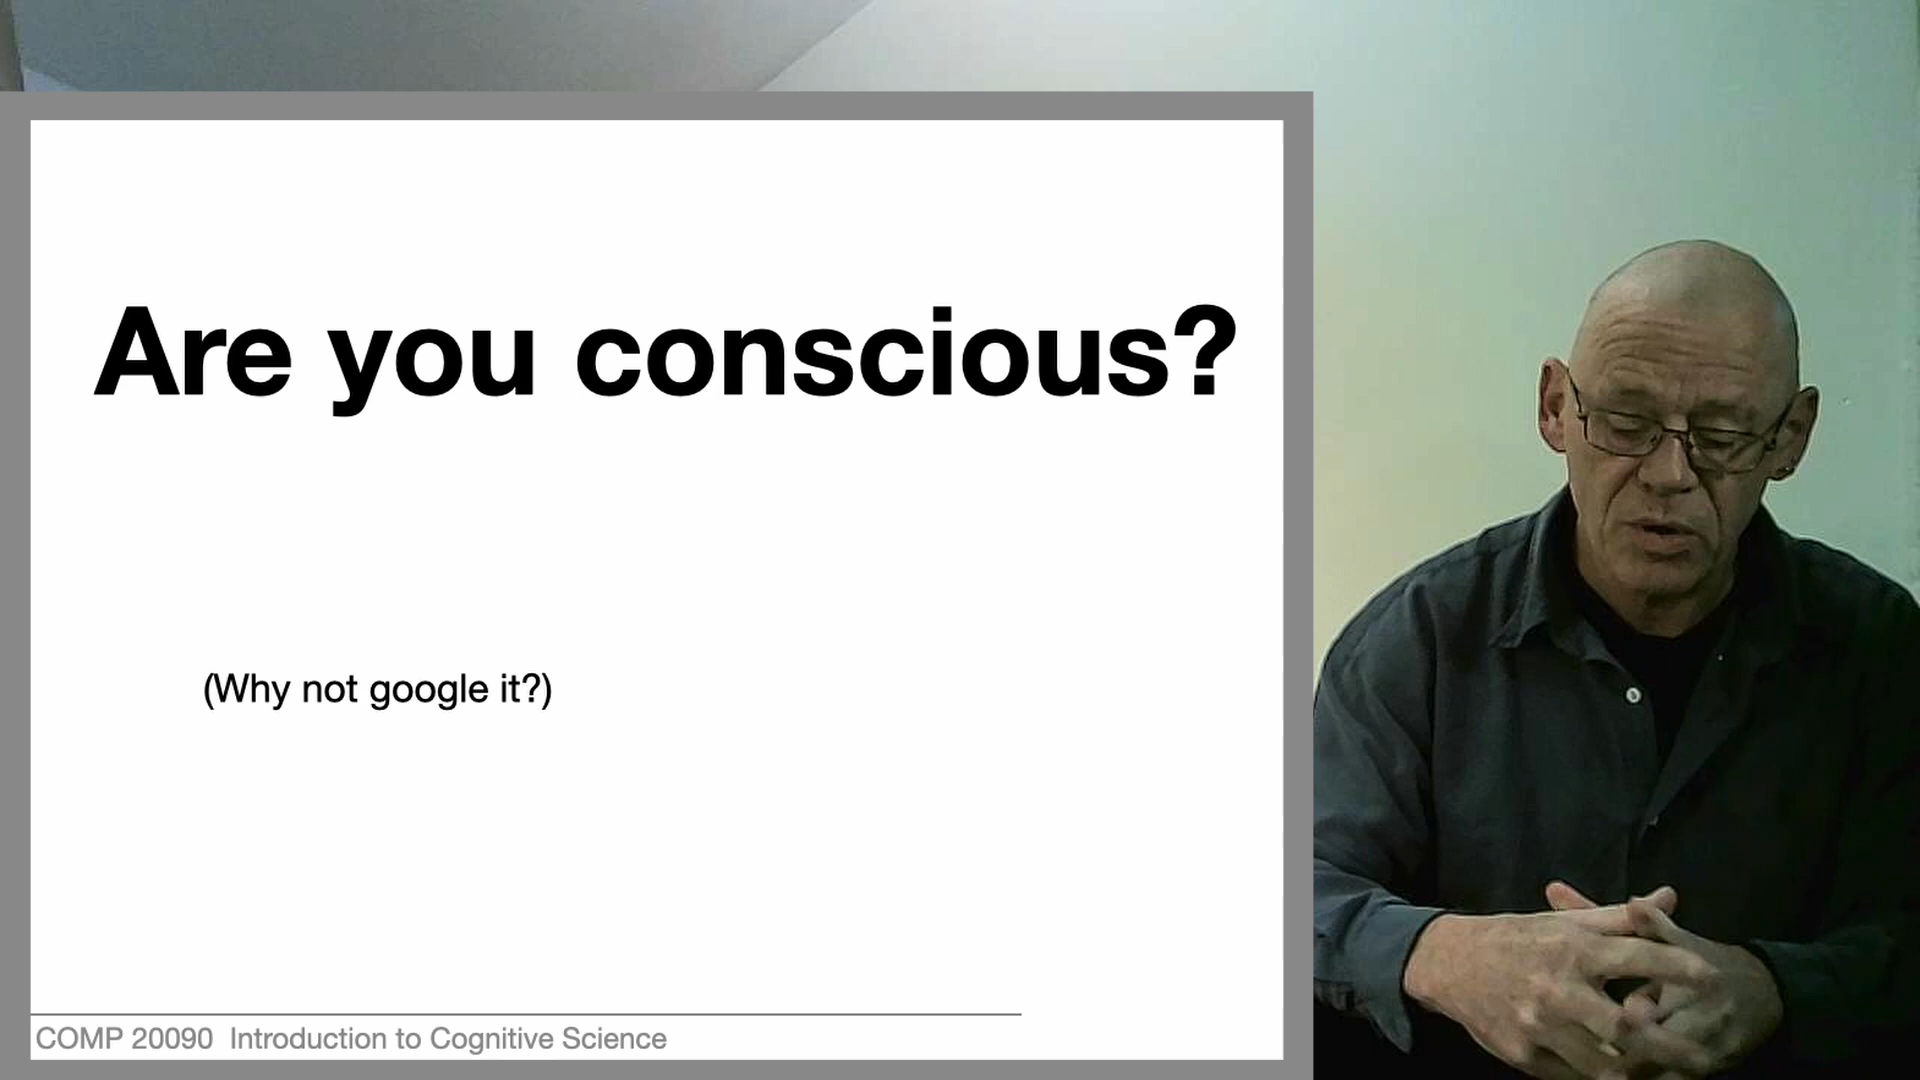 Are you conscious?
(Why not google it?)
COMP 20090 Introduction to Cognitive Science